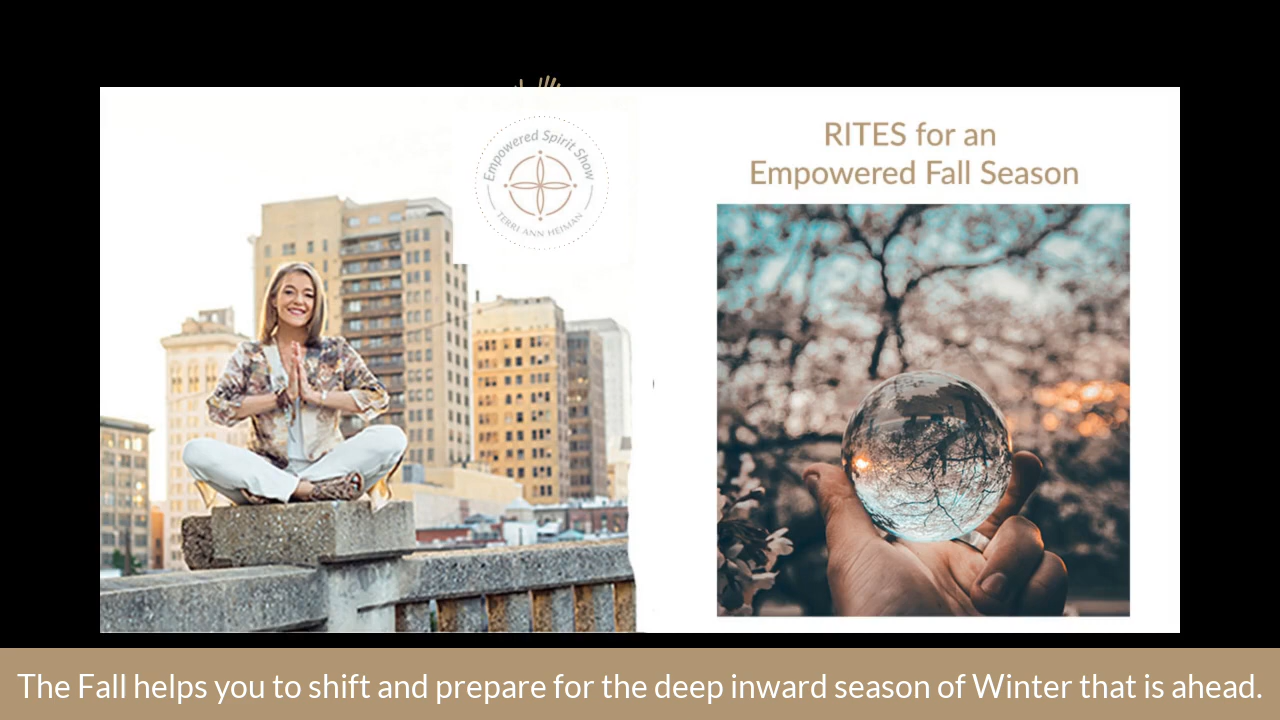 Empowered Spirit Show
TERRI ANN HEIMAN
RITES for an
Empowered Fall Season
The Fall helps you to shift and prepare for the deep inward season of Winter that is ahead.